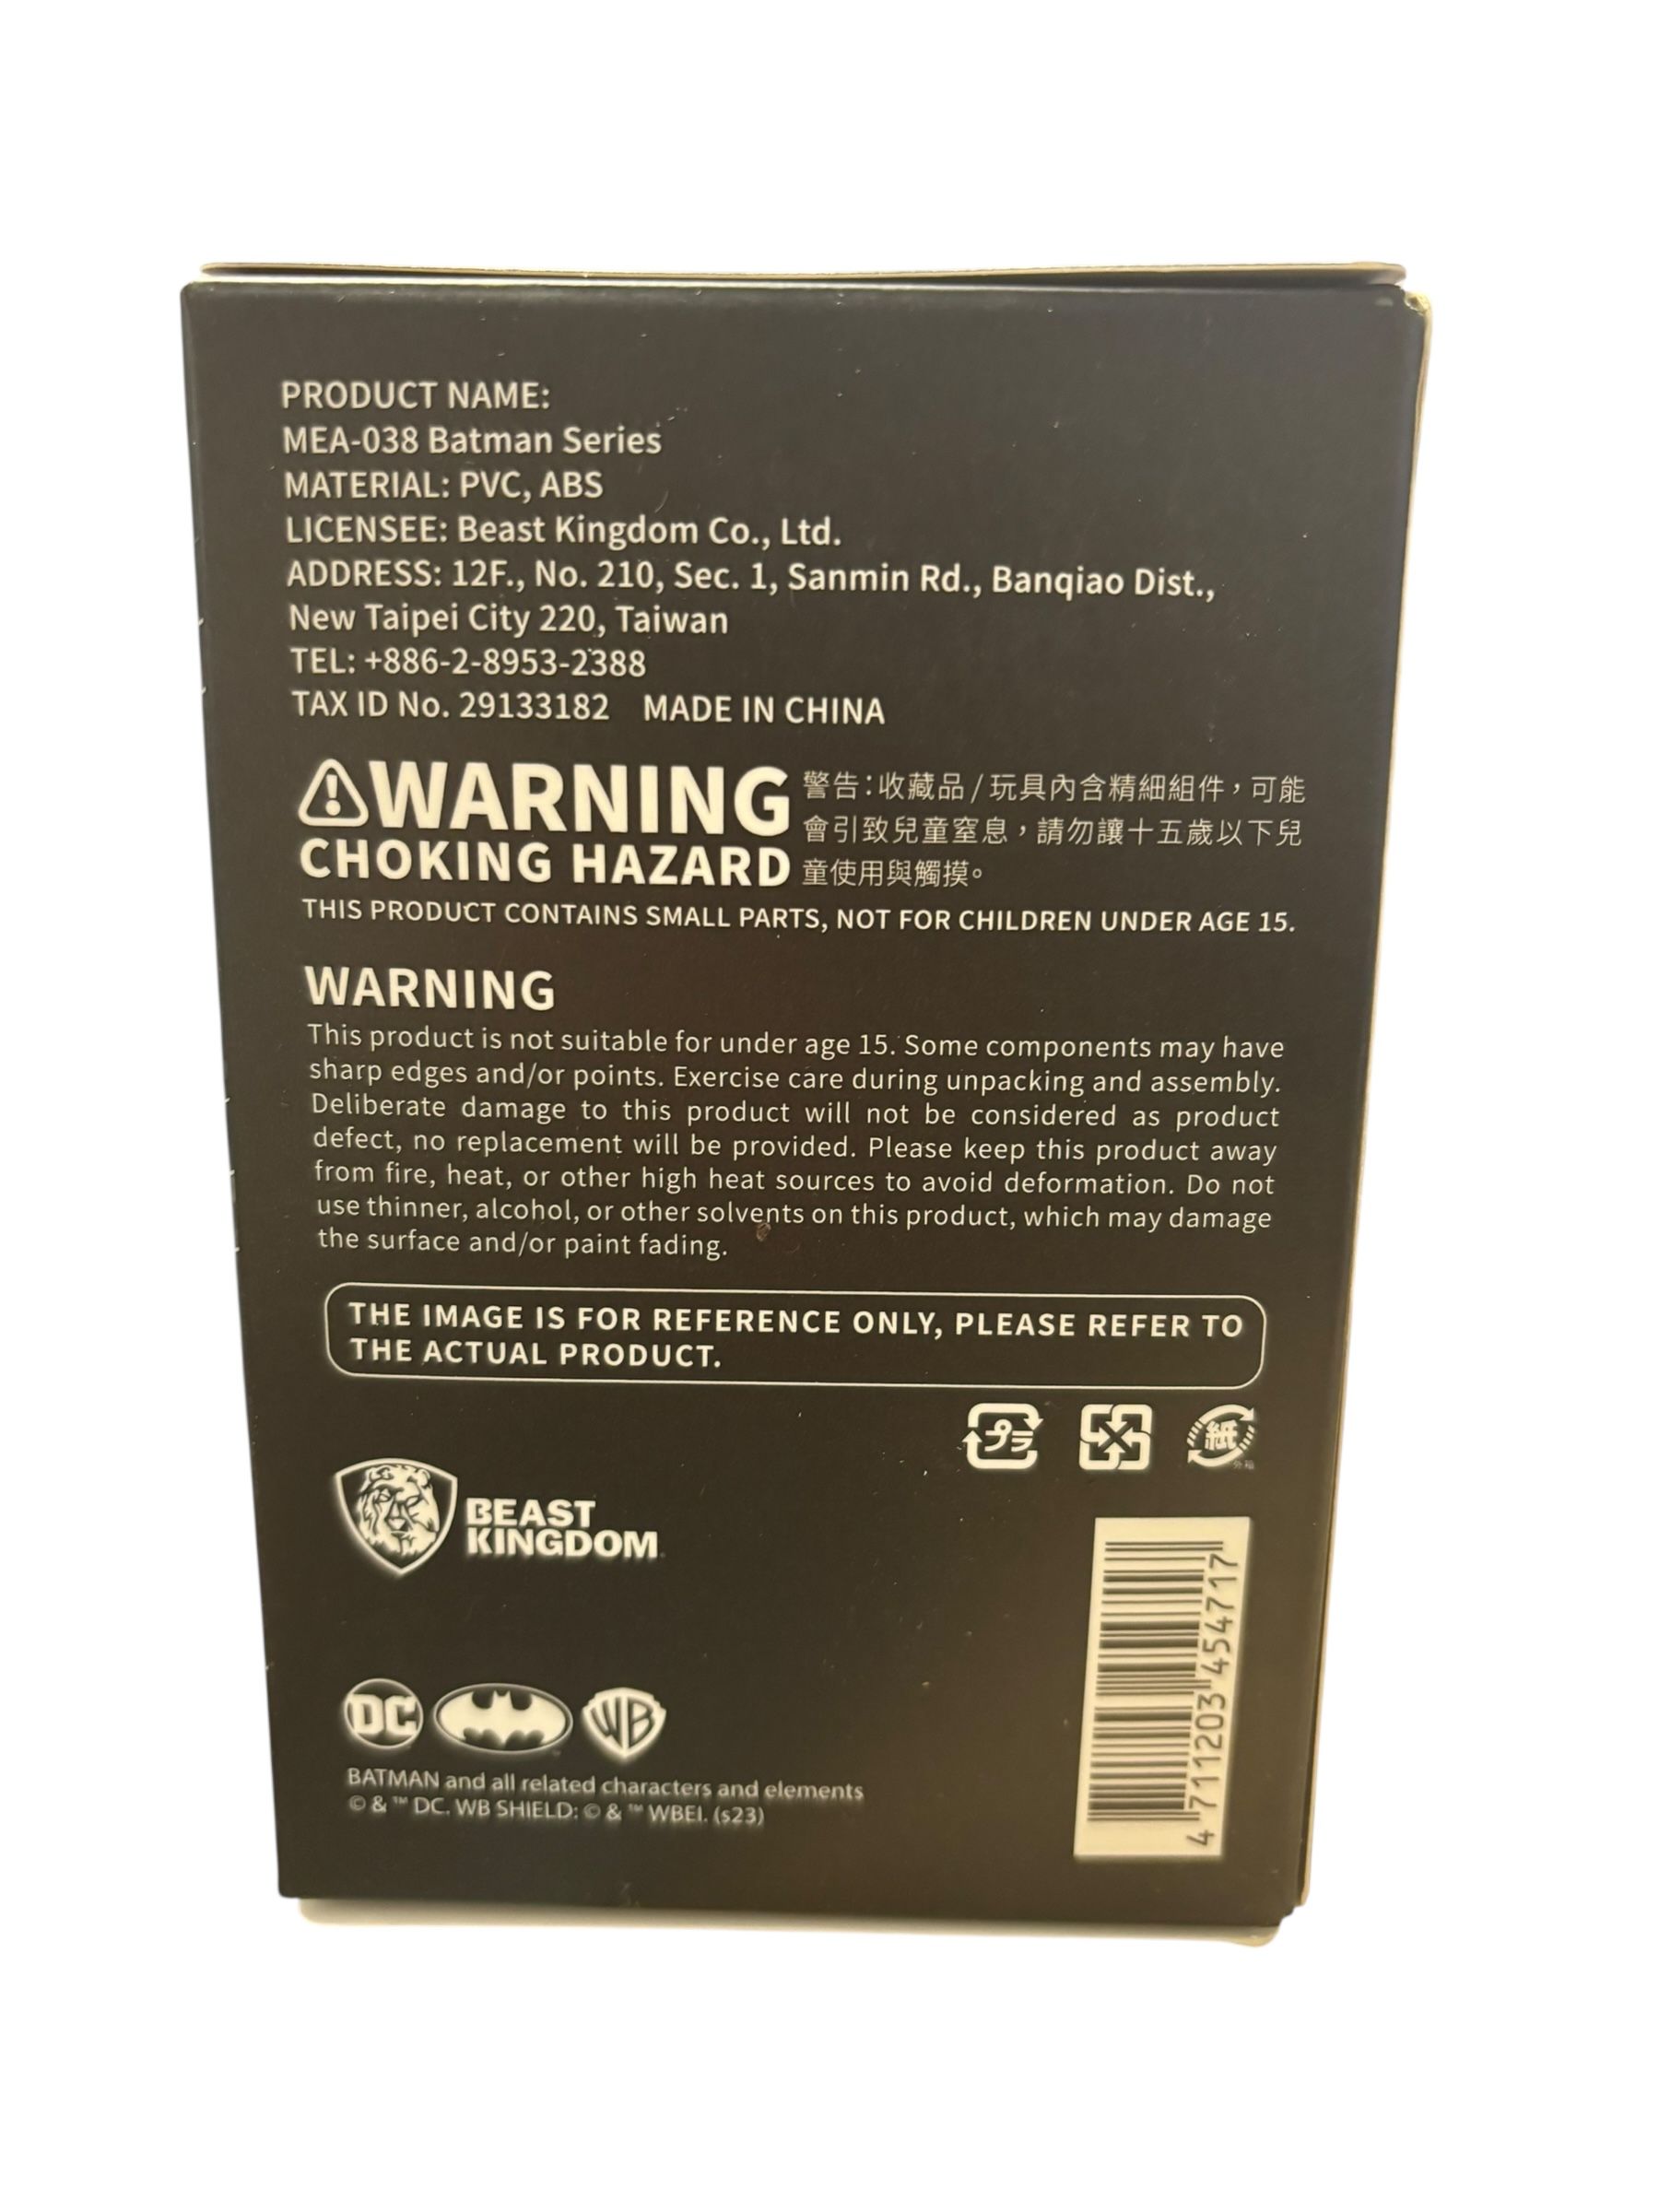 PRODUCT NAME:
MEA-038 Batman Series
MATERIAL: PVC, ABS
LICENSEE: Beast Kingdom Co., Ltd.
ADDRESS: 12F., No. 210, Sec. 1, Sanmin Rd., Banqiao Dist.,
New Taipei City 220, Taiwan
TEL: +886-2-8953-2388
TAX ID No. 29133182 MADE IN CHINA
WARNING
CHOKING HAZARD
警告:收藏品/玩具內含精細組件,可能
會引致兒童窒息,請勿讓十五歲以下兒
童使用與觸摸。
THIS PRODUCT CONTAINS SMALL PARTS, NOT FOR CHILDREN UNDER AGE 15.
WARNING
This product is not suitable for under age 15. Some components may have
sharp edges and/or points. Exercise care during unpacking and assembly.
Deliberate damage to this product will not be considered as product
defect, no replacement will be provided. Please keep this product away
from fire, heat, or other high heat sources to avoid deformation. Do not
use thinner, alcohol, or other solvents on this product, which may damage
the surface and/or paint fading.
THE IMAGE IS FOR REFERENCE ONLY, PLEASE REFER TO
THE ACTUAL PRODUCT.
プラ
紙
外箱
BEAST
KINGDOM
DC
WB
BATMAN and all related characters and elements
© & ™ DC. WB SHIELD: © & ™ WBEI. (s23)
4 711203 454717